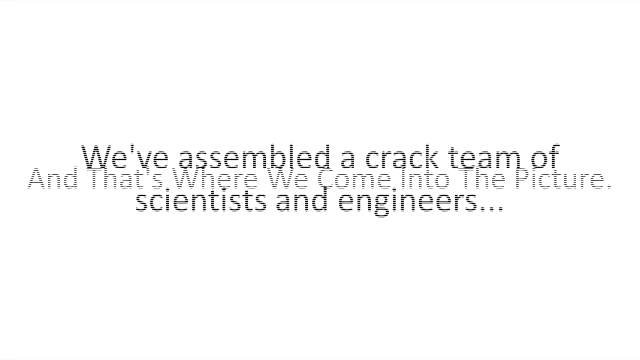 We've assembled a crack team of
And That's Where We Come Into The Picture.
scientists and engineers...